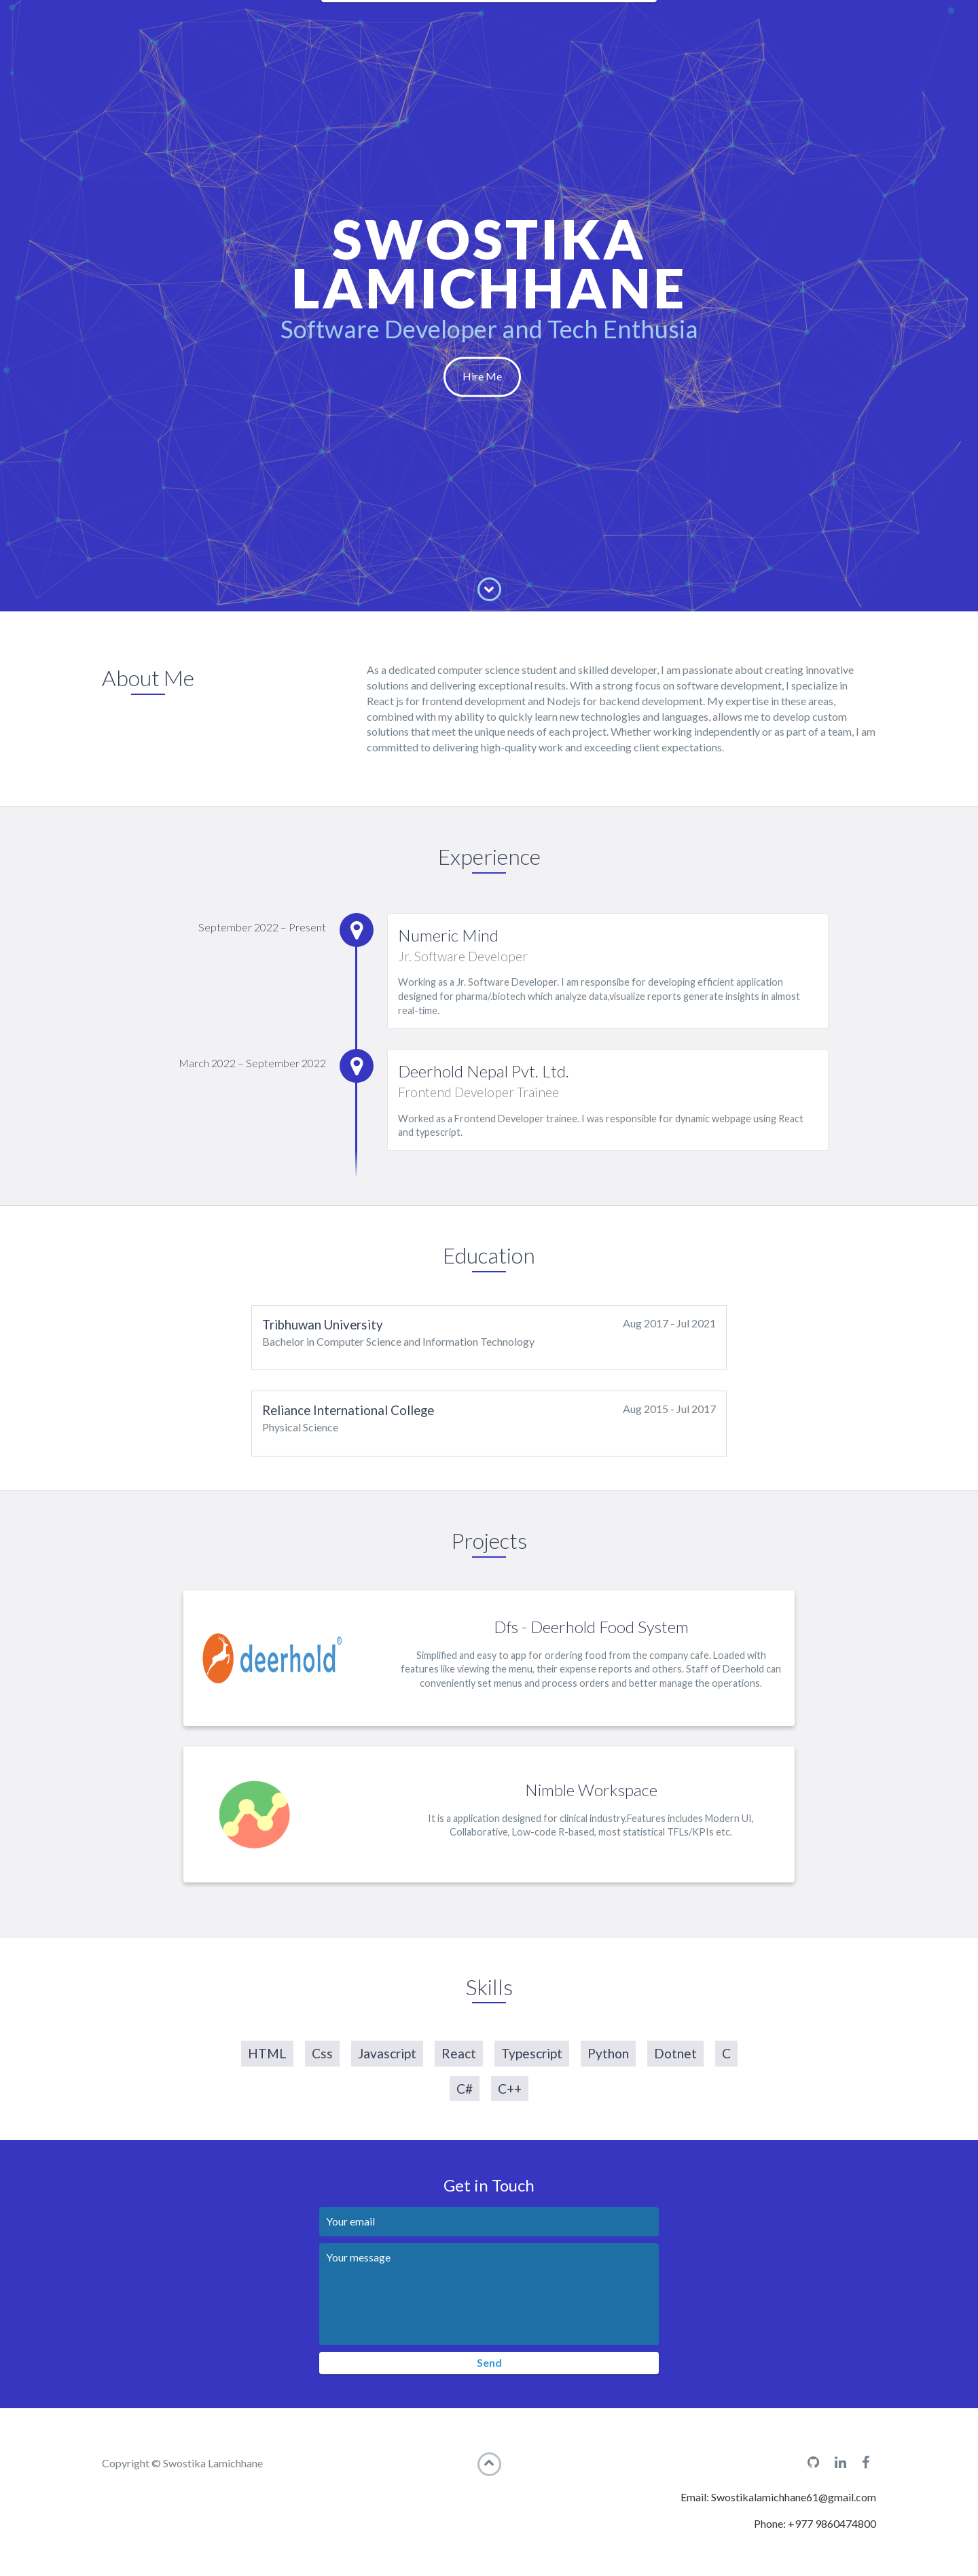 SWOSTIKA
LAMICHHANE
Software Developer and Tech Enthusia
Hire Me
About Me
As a dedicated computer science student and skilled developer, I am passionate about creating innovative
solutions and delivering exceptional results. With a strong focus on software development, I specialize in
React js for frontend development and Nodejs for backend development. My expertise in these areas,
combined with my ability to quickly learn new technologies and languages, allows me to develop custom
solutions that meet the unique needs of each project. Whether working independently or as part of a team, I am
committed to delivering high-quality work and exceeding client expectations.
Experience
September 2022 – Present
Numeric Mind
Jr. Software Developer
Working as a Jr. Software Developer. I am responsibe for developing efficient application
designed for pharma/.biotech which analyze data,visualize reports generate insights in almost
real-time.
March 2022 – September 2022
Deerhold Nepal Pvt. Ltd.
Frontend Developer Trainee
Worked as a Frontend Developer trainee. I was responsible for dynamic webpage using React
and typescript.
Education
Tribhuwan University
Aug 2017 - Jul 2021
Bachelor in Computer Science and Information Technology
Reliance International College
Aug 2015 - Jul 2017
Physical Science
Projects
deerhold®
Dfs - Deerhold Food System
Simplified and easy to app for ordering food from the company cafe. Loaded with
features like viewing the menu, their expense reports and others. Staff of Deerhold can
conveniently set menus and process orders and better manage the operations.
Nimble Workspace
It is a application designed for clinical industry.Features includes Modern UI,
Collaborative, Low-code R-based, most statistical TFLs/KPIs etc.
Skills
HTML Css Javascript React Typescript Python Dotnet C
C# C++
Get in Touch
Your email
Your message
Send
Copyright © Swostika Lamichhane
Email: Swostikalamichhane61@gmail.com
Phone: +977 9860474800